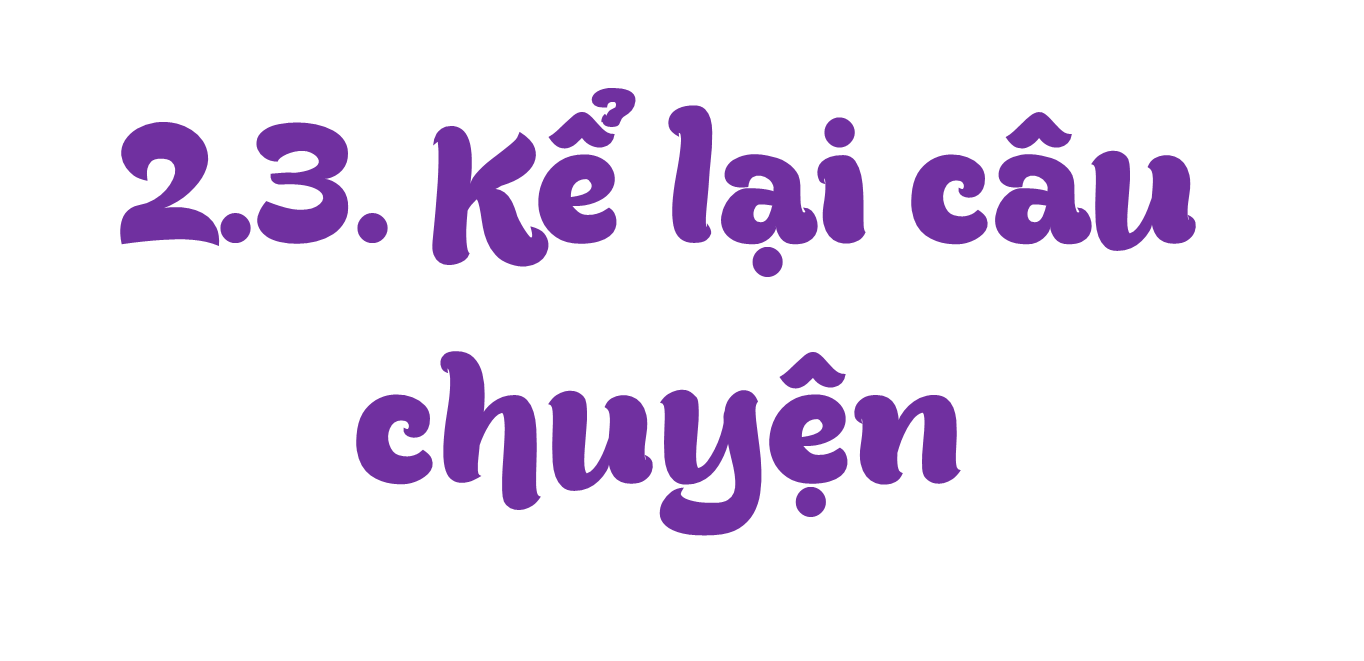 2.3. Kể lại câu
chuyện